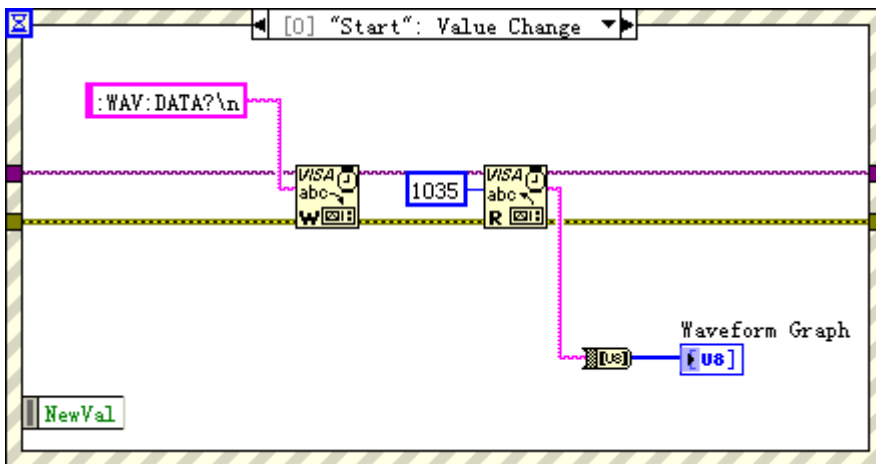 [0] "Start": Value Change
:WAV:DATA?\n
VISA
abc
W
1035
VISA
abc
R
Waveform Graph
[U8]
U8]
NewVal